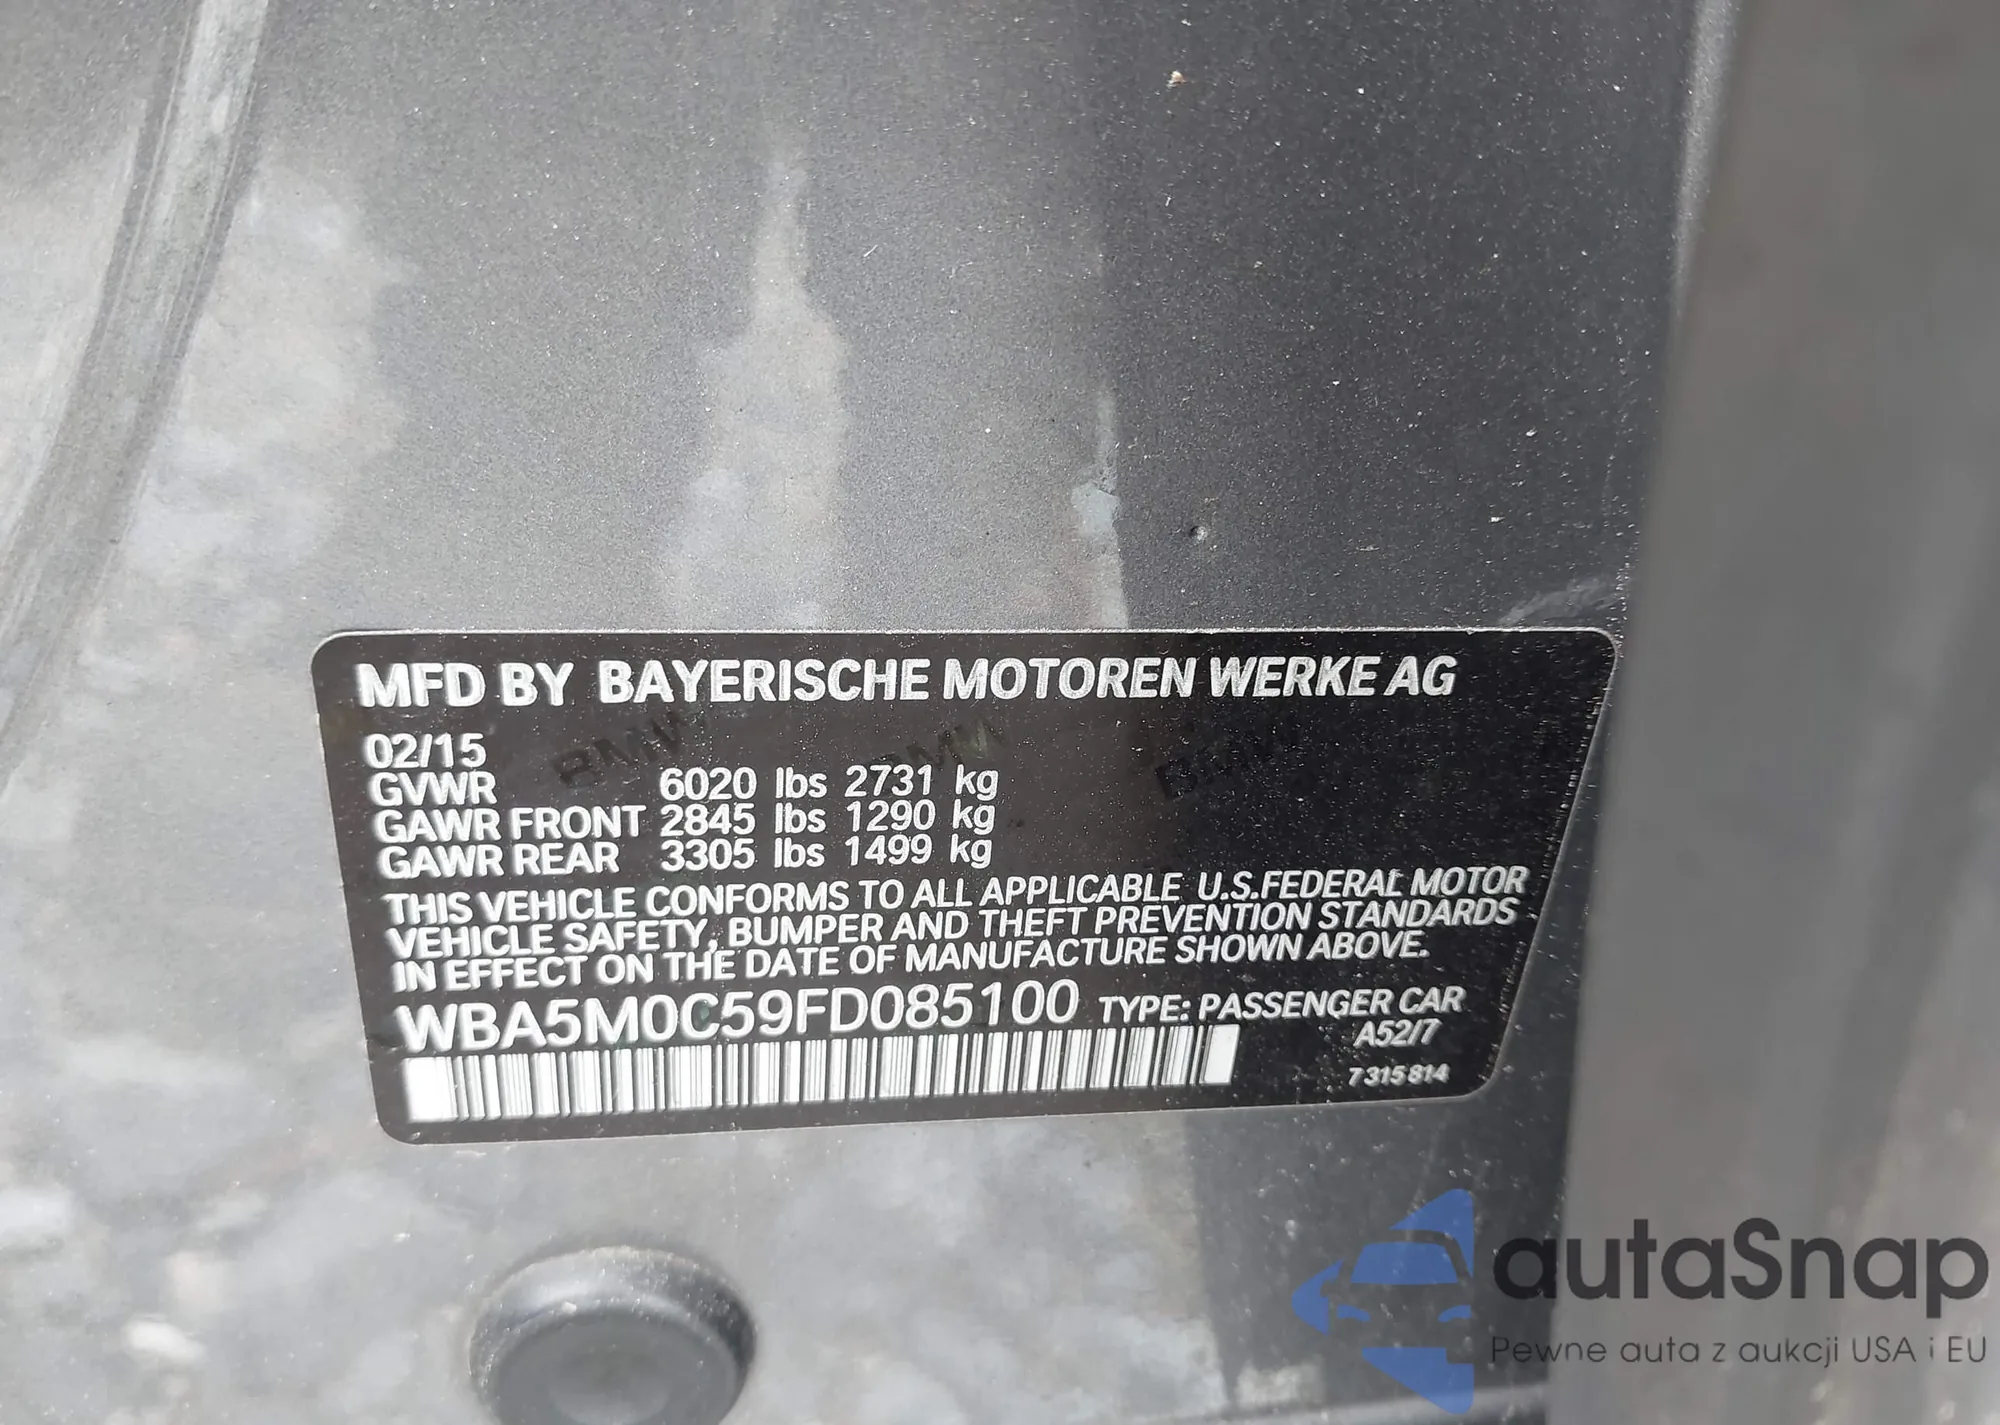 MFD BY BAYERISCHE MOTOREN WERKE AG
02/15
GVWR 6020 lbs 2731 kg
GAWR FRONT 2845 lbs 1290 kg
GAWR REAR 3305 lbs 1499 kg
THIS VEHICLE CONFORMS TO ALL APPLICABLE U.S.FEDERAL MOTOR
VEHICLE SAFETY, BUMPER AND THEFT PREVENTION STANDARDS
IN EFFECT ON THE DATE OF MANUFACTURE SHOWN ABOVE.
WBA5M0C59FD085100 TYPE: PASSENGER CAR
A52/7
7 315 814
BMW BMW BMW
autaSnap
Pewne auta z aukcji USA i EU